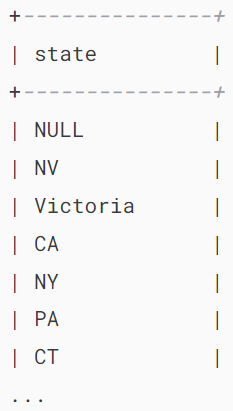 +---------------+
| state         |
+---------------+
| NULL          |
| NV            |
| Victoria      |
| CA            |
| NY            |
| PA            |
| CT            |
...